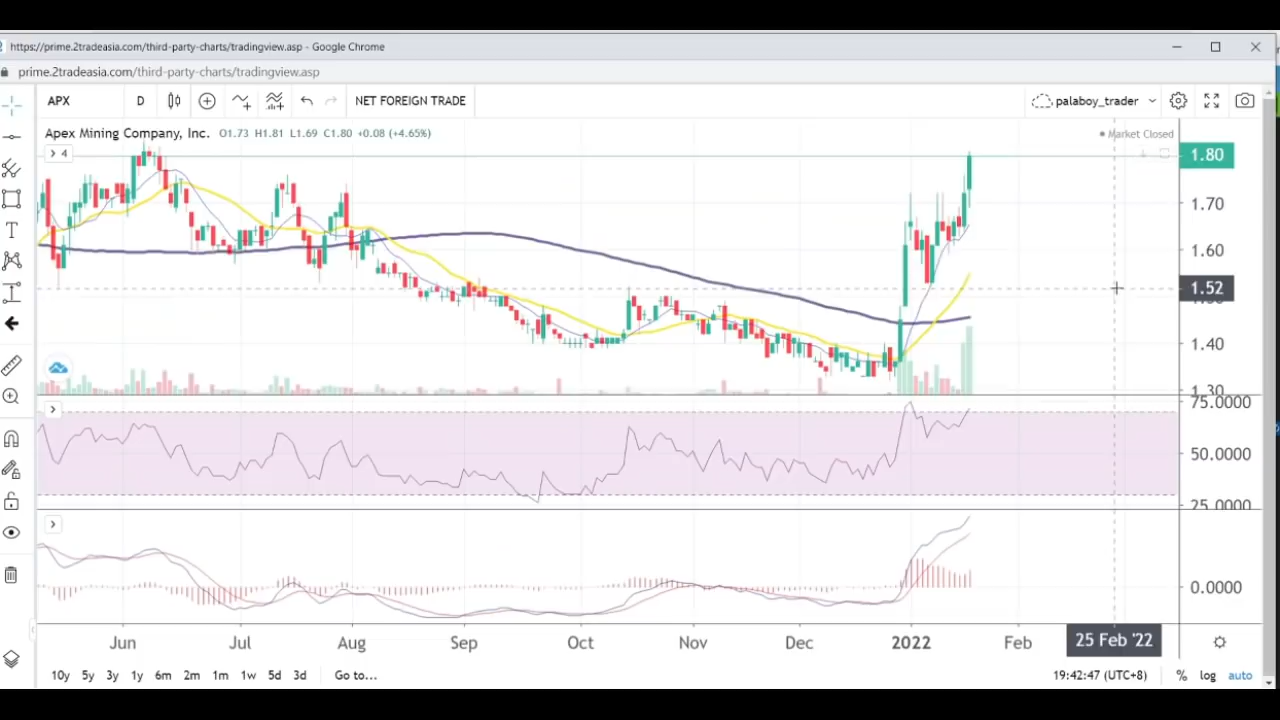 https://prime.2tradeasia.com/third-party-charts/tradingview.asp - Google Chrome
prime.2tradeasia.com/third-party-charts/tradingview.asp
APX D NET FOREIGN TRADE palaboy_trader
Apex Mining Company, Inc. O1.73 H1.81 L1.69 C1.80 +0.08 (+4.65%) Market Closed
4
1.80
1.70
1.60
1.52
1.40
1.30
75.0000
50.0000
25.0000
0.0000
Jun Jul Aug Sep Oct Nov Dec 2022 Feb 25 Feb '22
10y 5y 3y 1y 6m 2m 1m 1w 5d 3d Go to... 19:42:47 (UTC+8) % log auto